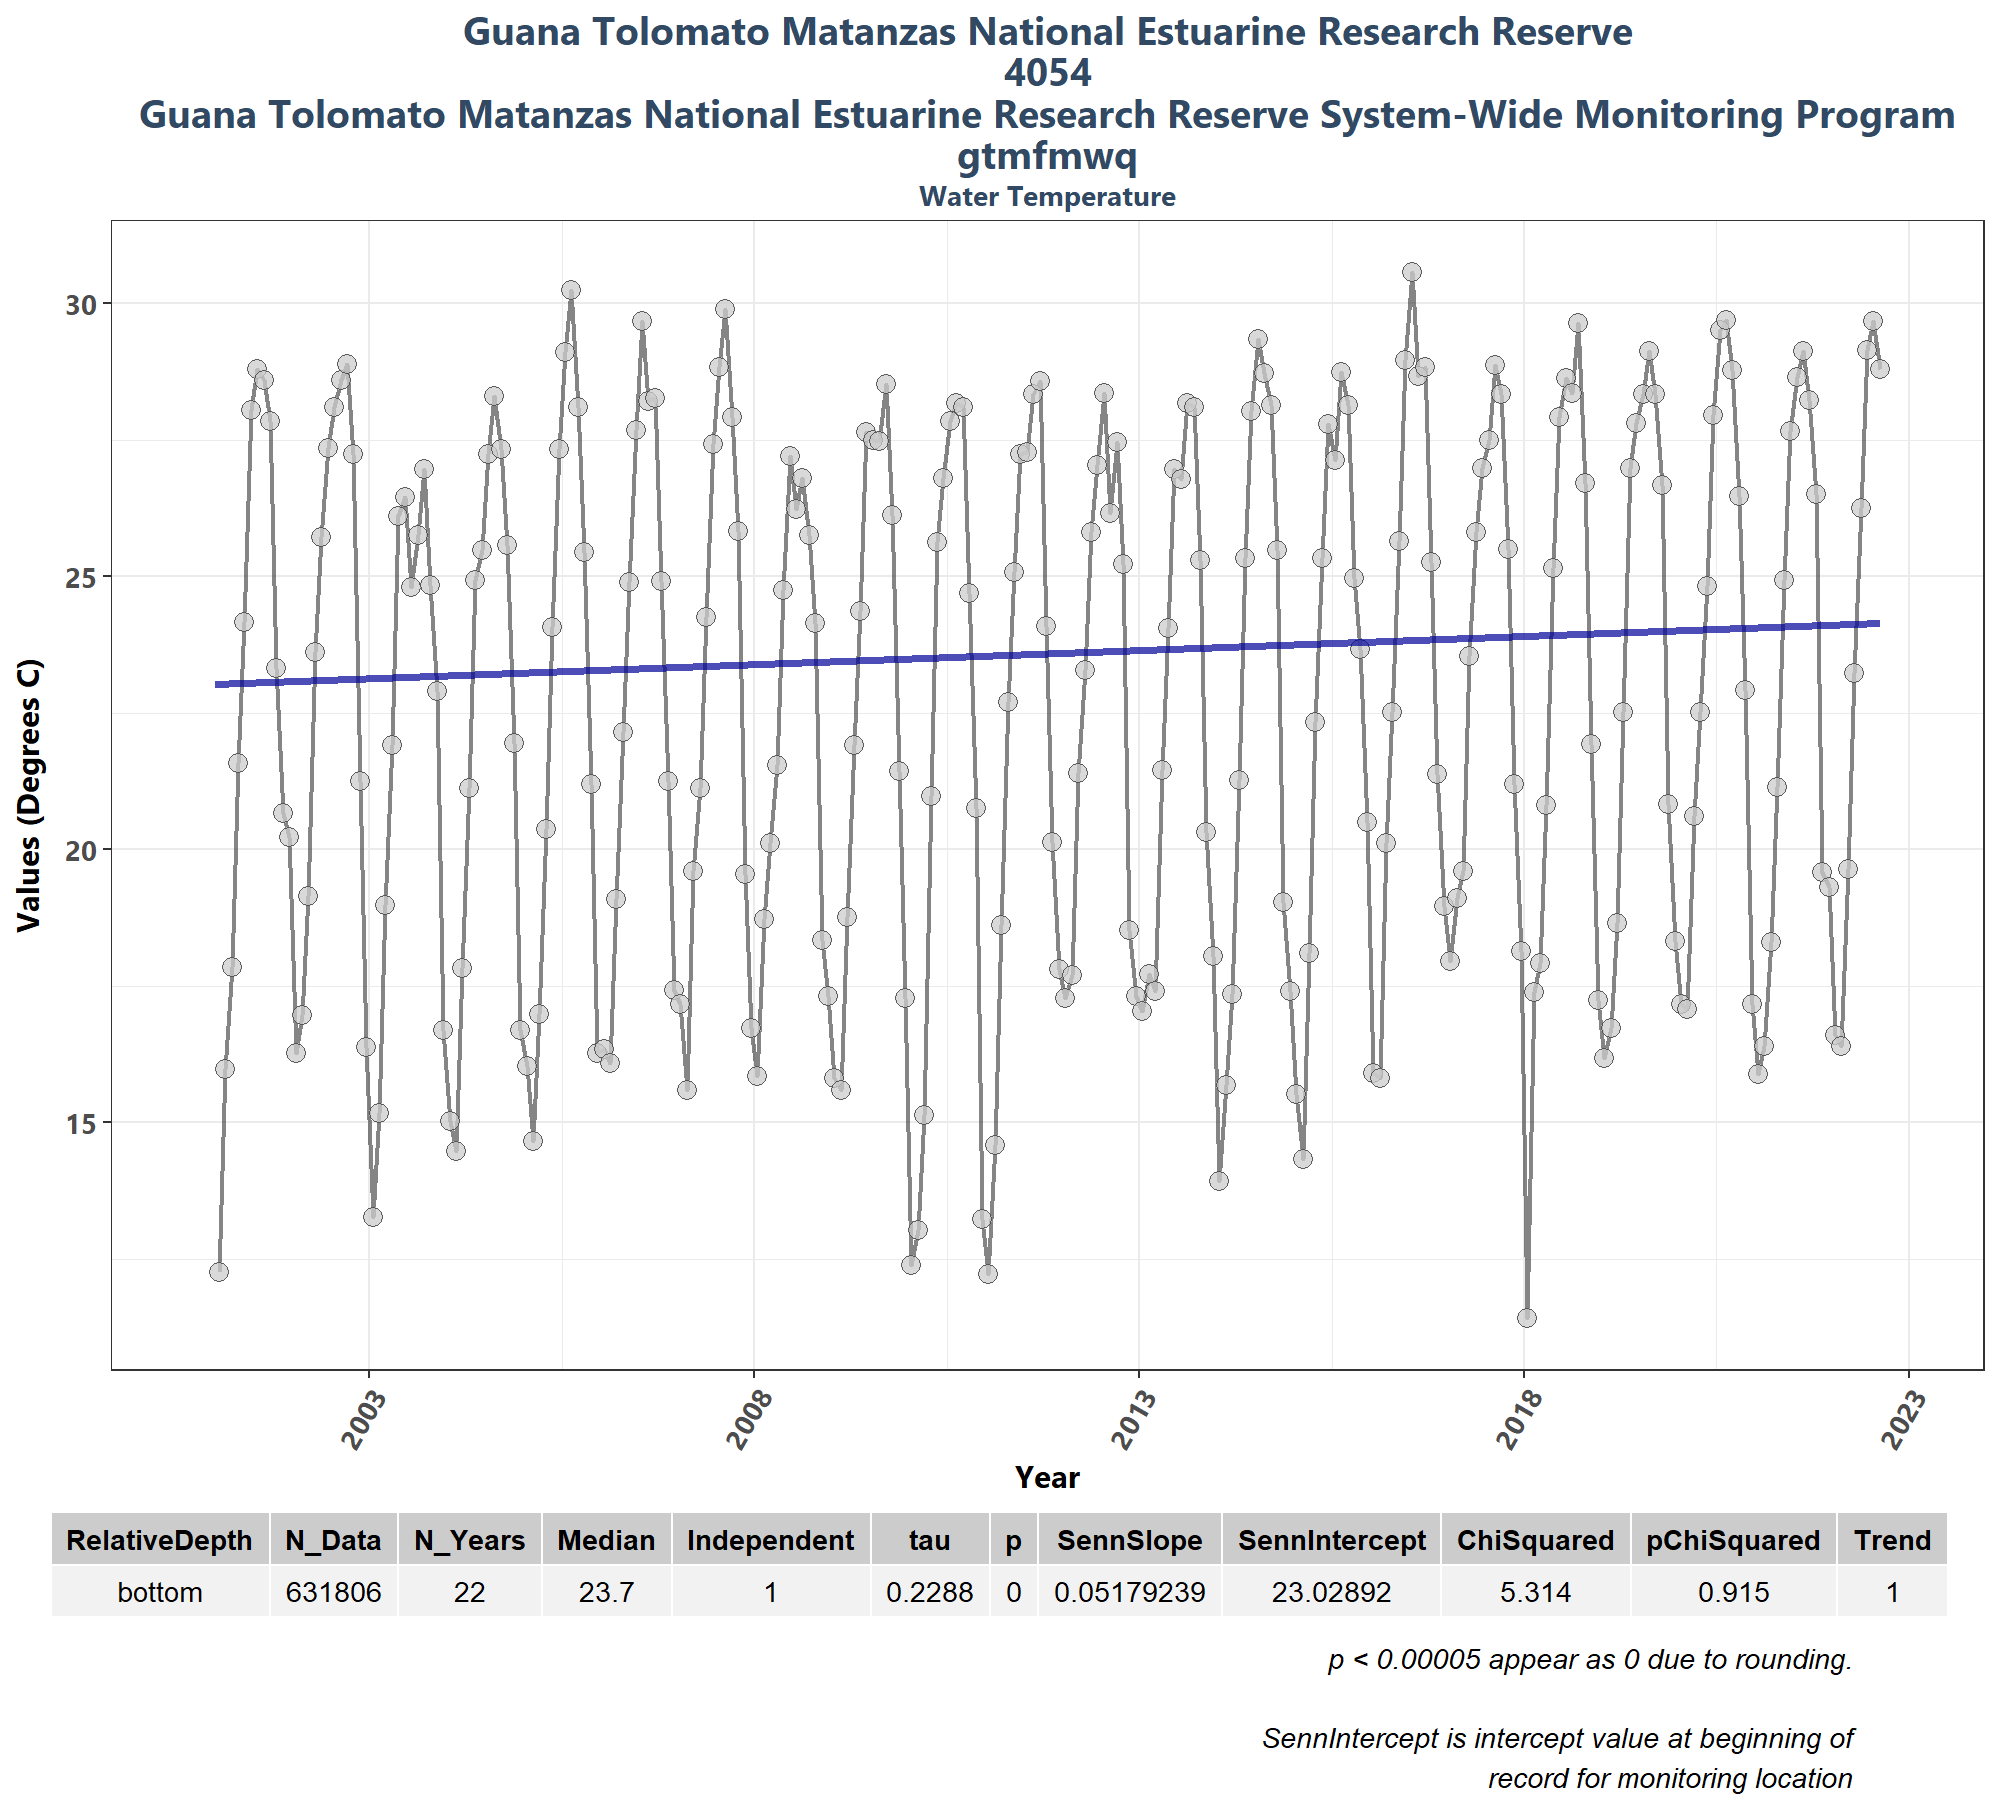 Guana Tolomato Matanzas National Estuarine Research Reserve
4054
Guana Tolomato Matanzas National Estuarine Research Reserve System-Wide Monitoring Program
gtmfmwq
Water Temperature
Values (Degrees C)
30
25
20
15
2003 2008 2013 2018 2023
Year
RelativeDepth N_Data N_Years Median Independent tau p SennSlope SennIntercept ChiSquared pChiSquared Trend
bottom 631806 22 23.7 1 0.2288 0 0.05179239 23.02892 5.314 0.915 1
p < 0.00005 appear as 0 due to rounding.
SennIntercept is intercept value at beginning of
record for monitoring location